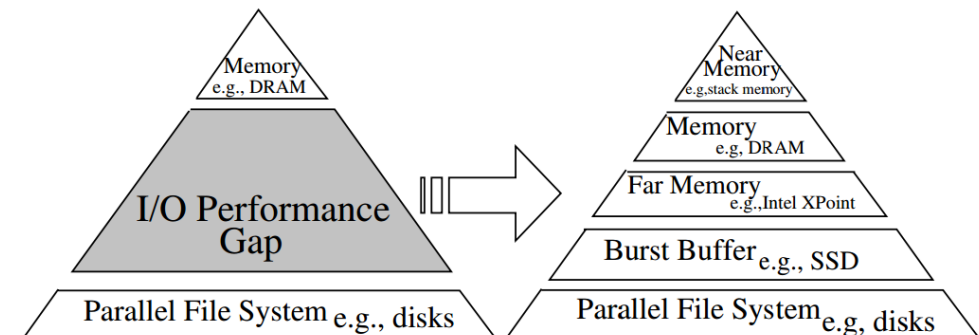 Memory
e.g., DRAM
I/O Performance
Gap
Parallel File System e.g., disks
Near
Memory
e.g,stack memory
Memory
e.g, DRAM
Far Memory
e.g.,Intel XPoint
Burst Buffer e.g., SSD
Parallel File System e.g, disks